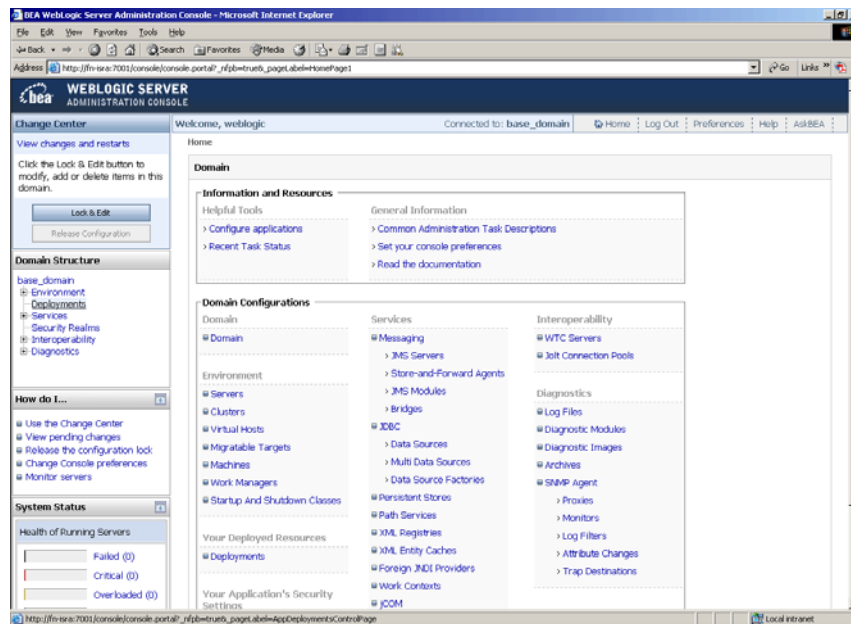 BEA WebLogic Server Administration Console - Microsoft Internet Explorer
File Edit View Favorites Tools Help
Back Search Favorites Media
Address http://fn-isra:7001/console/console.portal?_nfpb=true&_pageLabel=HomePage1 Go Links »
bea WEBLOGIC SERVER
ADMINISTRATION CONSOLE
Change Center
View changes and restarts
Click the Lock & Edit button to
modify, add or delete items in this
domain.
Lock & Edit
Release Configuration
Domain Structure
base_domain
Environment
Deployments
Services
Security Realms
Interoperability
Diagnostics
How do I...
Use the Change Center
View pending changes
Release the configuration lock
Change Console preferences
Monitor servers
System Status
Health of Running Servers
Failed (0)
Critical (0)
Overloaded (0)
Welcome, weblogic Connected to: base_domain Home Log Out Preferences Help AskBEA
Home
Domain
Information and Resources
Helpful Tools
› Configure applications
› Recent Task Status
General Information
› Common Administration Task Descriptions
› Set your console preferences
› Read the documentation
Domain Configurations
Domain
Domain
Environment
Servers
Clusters
Virtual Hosts
Migratable Targets
Machines
Work Managers
Startup And Shutdown Classes
Your Deployed Resources
Deployments
Your Application's Security
Settings
Services
Messaging
› JMS Servers
› Store-and-Forward Agents
› JMS Modules
› Bridges
JDBC
› Data Sources
› Multi Data Sources
› Data Source Factories
Persistent Stores
Path Services
XML Registries
XML Entity Caches
Foreign JNDI Providers
Work Contexts
jCOM
Interoperability
WTC Servers
Jolt Connection Pools
Diagnostics
Log Files
Diagnostic Modules
Diagnostic Images
Archives
SNMP Agent
› Proxies
› Monitors
› Log Filters
› Attribute Changes
› Trap Destinations
http://fn-isra:7001/console/console.portal?_nfpb=true&_pageLabel=AppDeploymentsControlPage Local intranet